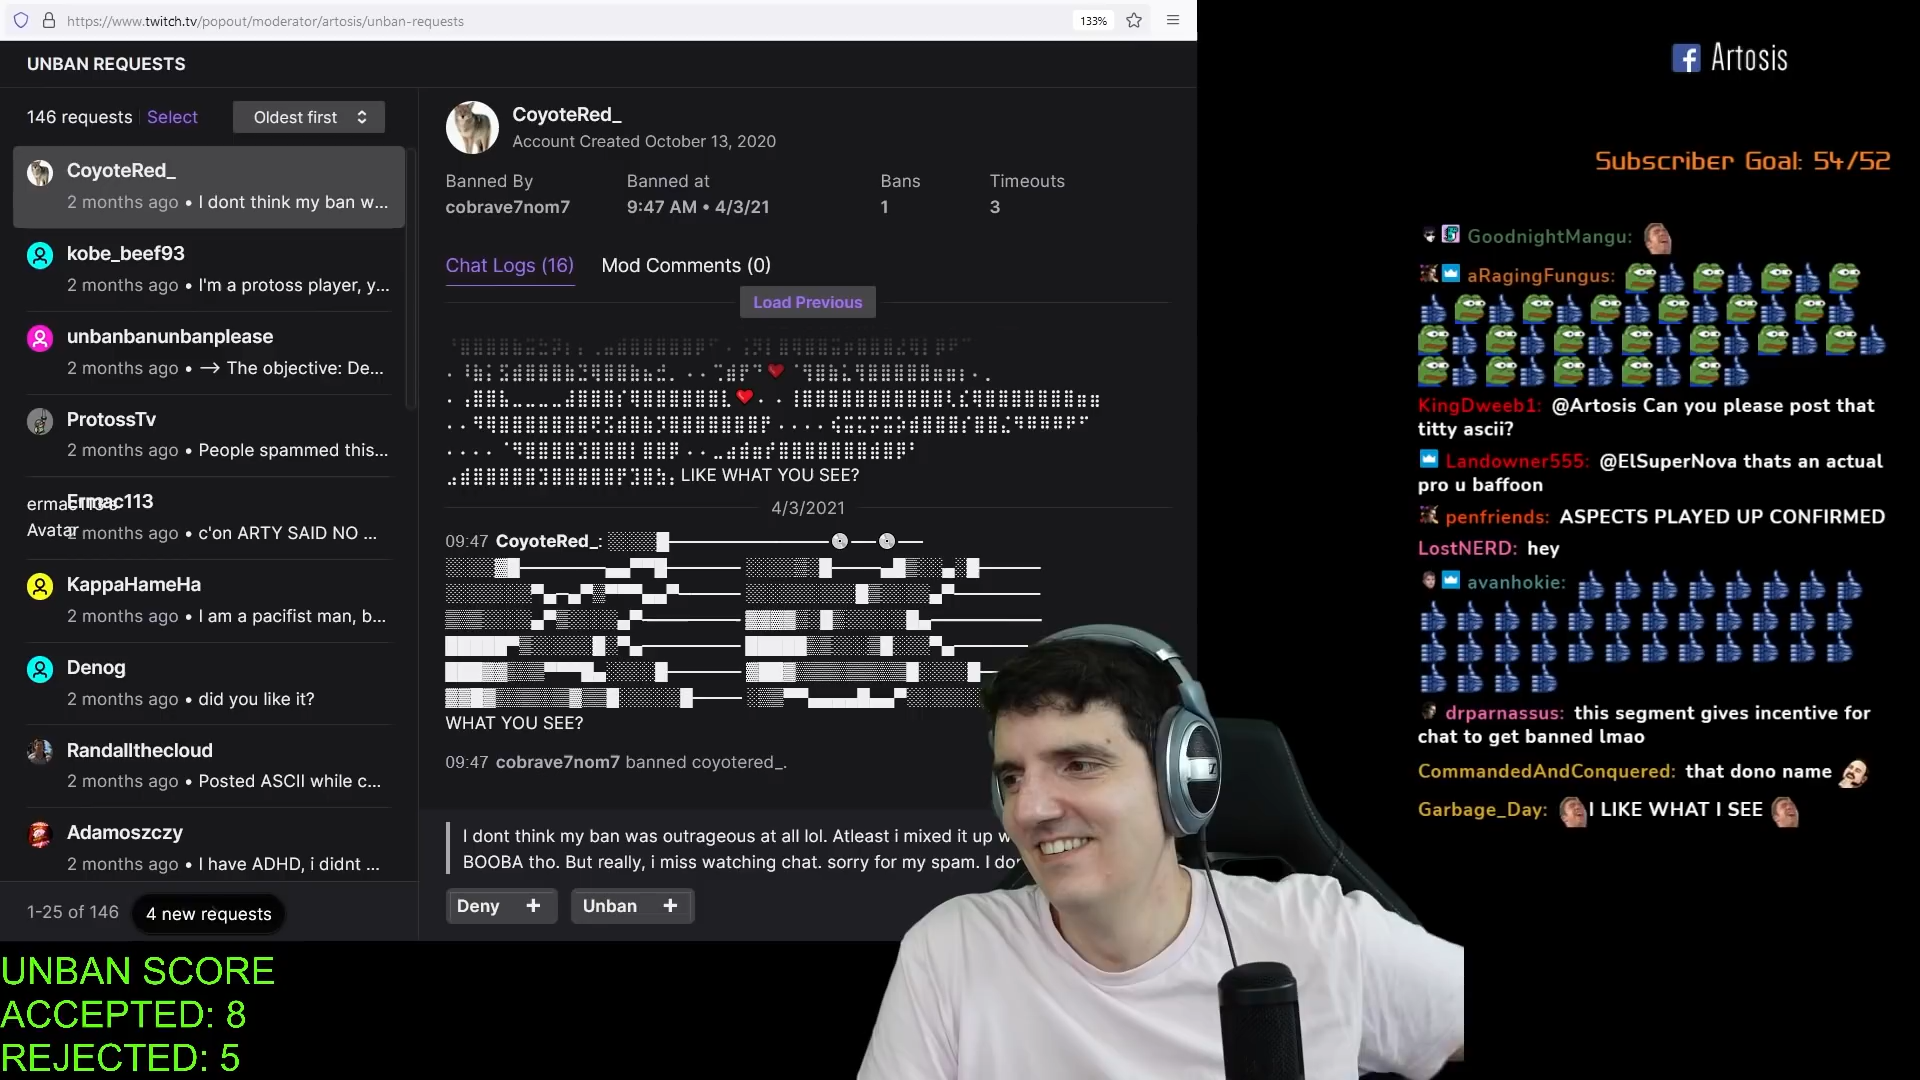 https://www.twitch.tv/popout/moderator/artosis/unban-requests
133%
UNBAN REQUESTS
146 requests
Select
Oldest first
CoyoteRed_
2 months ago • I dont think my ban w...
kobe_beef93
2 months ago • I'm a protoss player, y...
unbanbanunbanplease
2 months ago • --> The objective: De...
ProtossTv
2 months ago • People spammed this...
Ermac113
Avatar
2 months ago • c'on ARTY SAID NO ...
KappaHameHa
2 months ago • I am a pacifist man, b...
Denog
2 months ago • did you like it?
RandalIthecloud
2 months ago • Posted ASCII while c...
Adamoszczy
2 months ago • I have ADHD, i didnt ...
1-25 of 146
4 new requests
CoyoteRed_
Account Created October 13, 2020
Banned By
Banned at
Bans
Timeouts
cobrave7nom7
9:47 AM • 4/3/21
1
3
Chat Logs (16)
Mod Comments (0)
Load Previous
LIKE WHAT YOU SEE?
4/3/2021
09:47 CoyoteRed_:
WHAT YOU SEE?
09:47 cobrave7nom7 banned coyotered_.
I dont think my ban was outrageous at all lol. Atleast i mixed it up w
BOOBA tho. But really, i miss watching chat. sorry for my spam. I do
Deny +
Unban +
UNBAN SCORE
ACCEPTED: 8
REJECTED: 5
Artosis
Subscriber Goal: 54/52
GoodnightMangu:
aRagingFungus:
KingDweeb1: @Artosis Can you please post that
titty ascii?
Landowner555: @ElSuperNova thats an actual
pro u baffoon
penfriends: ASPECTS PLAYED UP CONFIRMED
LostNERD: hey
avanhokie:
drparnassus: this segment gives incentive for
chat to get banned lmao
CommandedAndConquered: that dono name
Garbage_Day: I LIKE WHAT I SEE